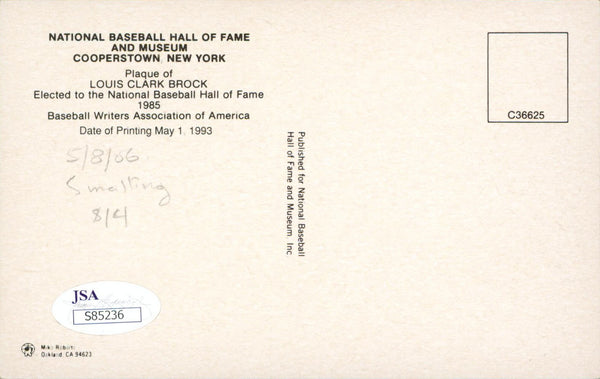 NATIONAL BASEBALL HALL OF FAME
AND MUSEUM
COOPERSTOWN, NEW YORK
Plaque of
LOUIS CLARK BROCK
Elected to the National Baseball Hall of Fame
1985
Baseball Writers Association of America
Date of Printing May 1, 1993
5/8/06
8/4
C36625
Published for National Baseball
Hall of Fame and Museum, Inc.
JSA
S85236
Oakland, CA 94623